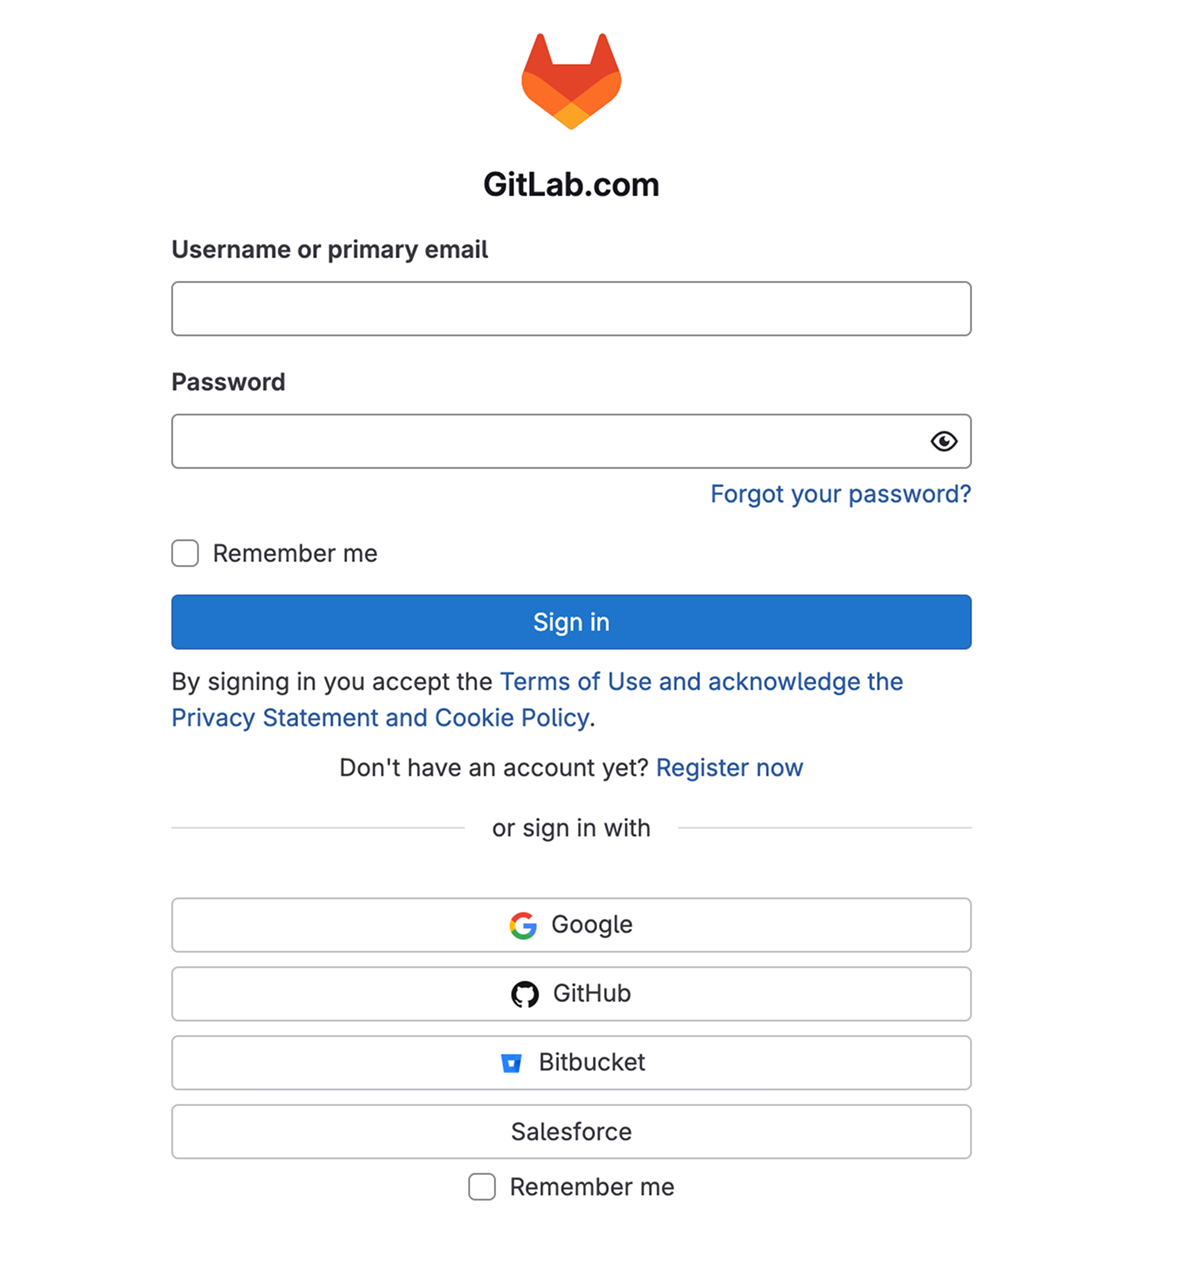 GitLab.com
Username or primary email
Password
Forgot your password?
Remember me
Sign in
By signing in you accept the Terms of Use and acknowledge the
Privacy Statement and Cookie Policy.
Don't have an account yet? Register now
or sign in with
Google
GitHub
Bitbucket
Salesforce
Remember me